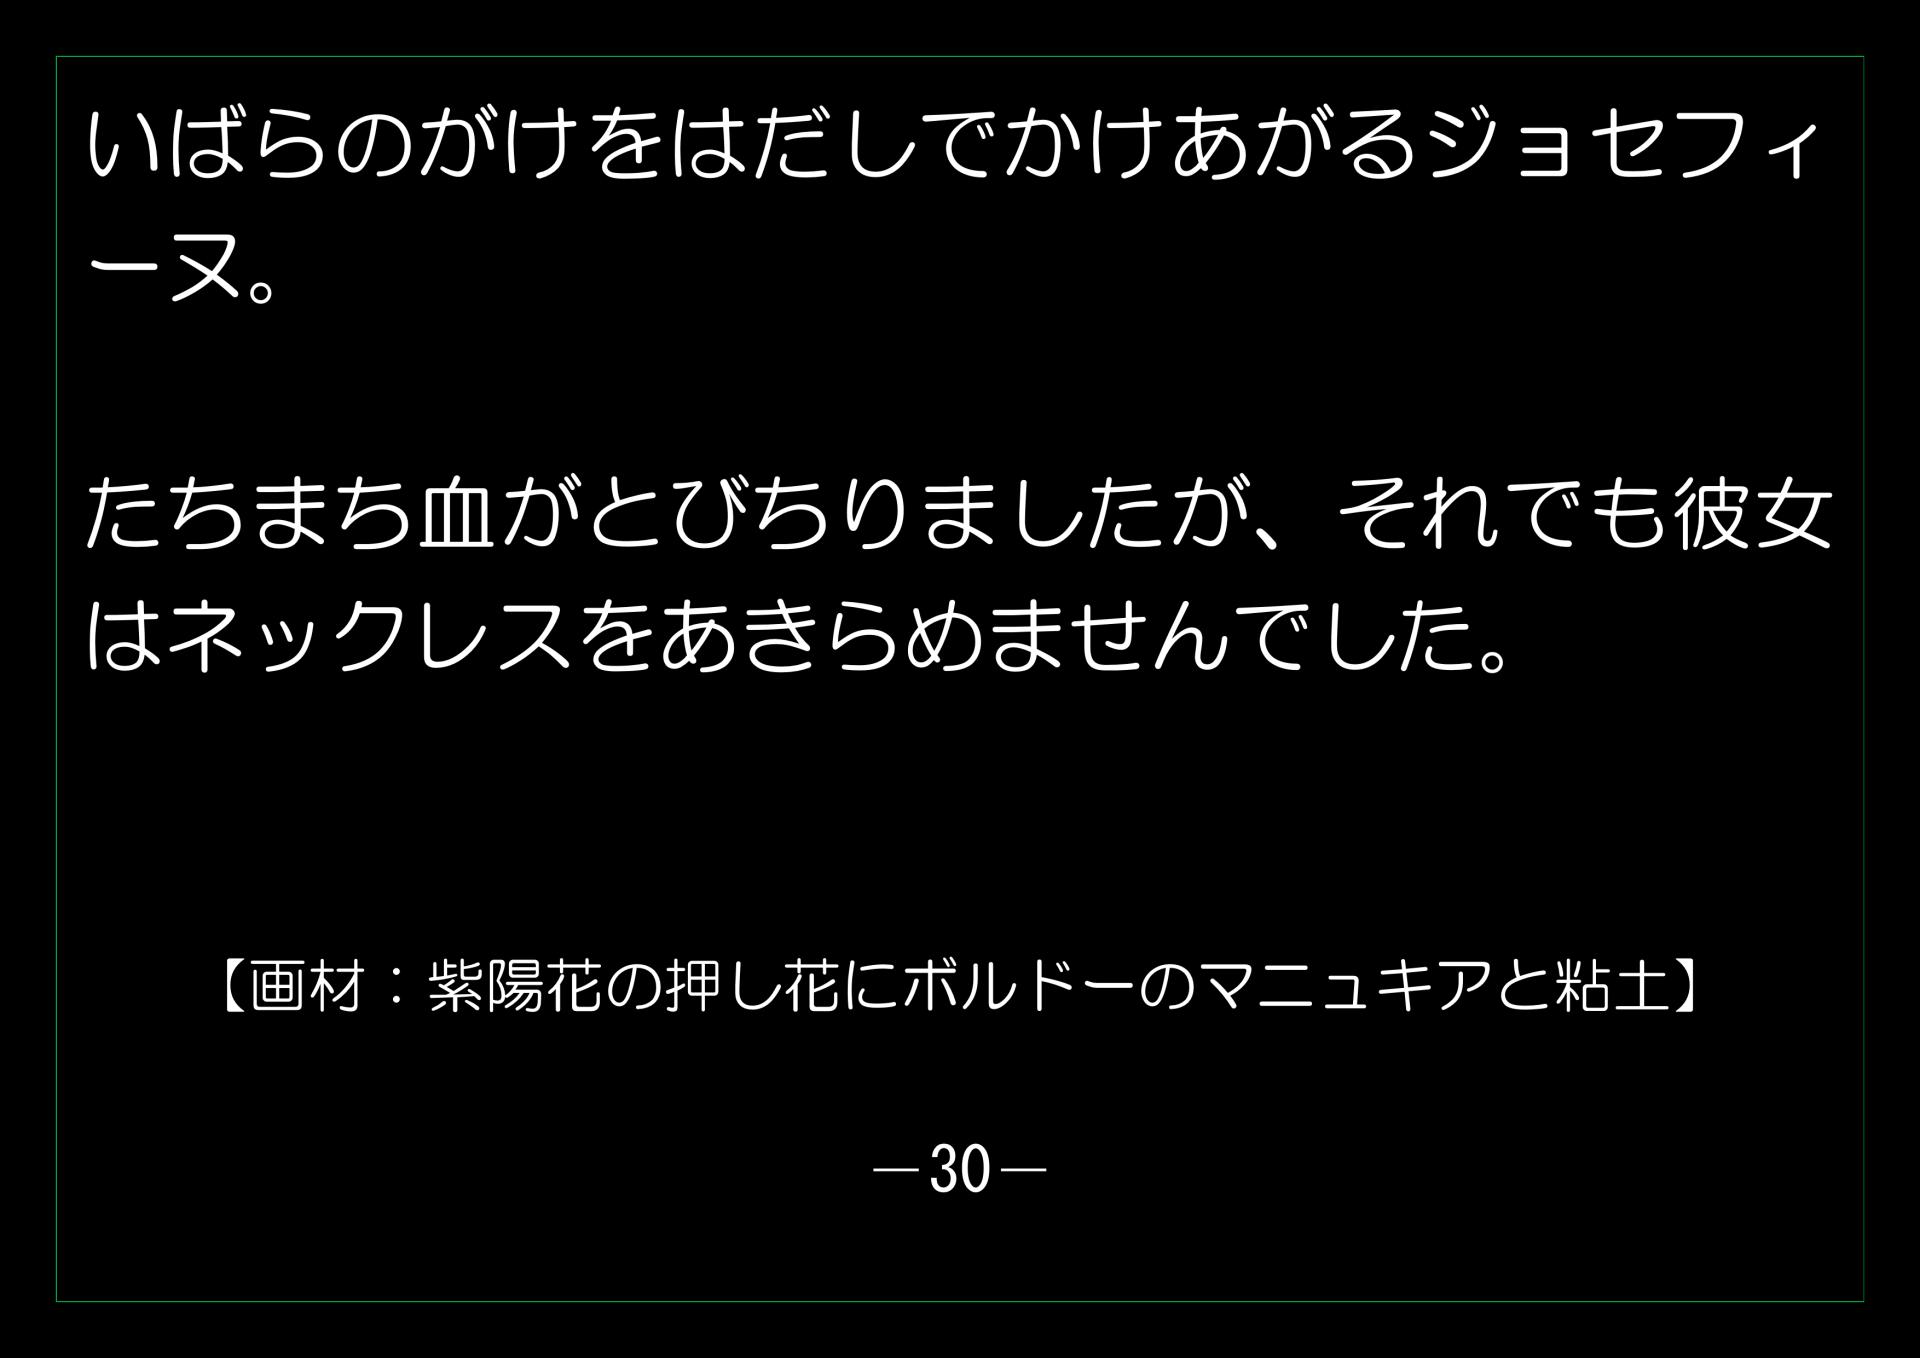 いばらのがけをはだしでかけあがるジョセフィ
ーヌ。
たちまち血がとびちりましたが、それでも彼女
はネックレスをあきらめませんでした。
【画材：紫陽花の押し花にボルドーのマニュキアと粘土】
—30—